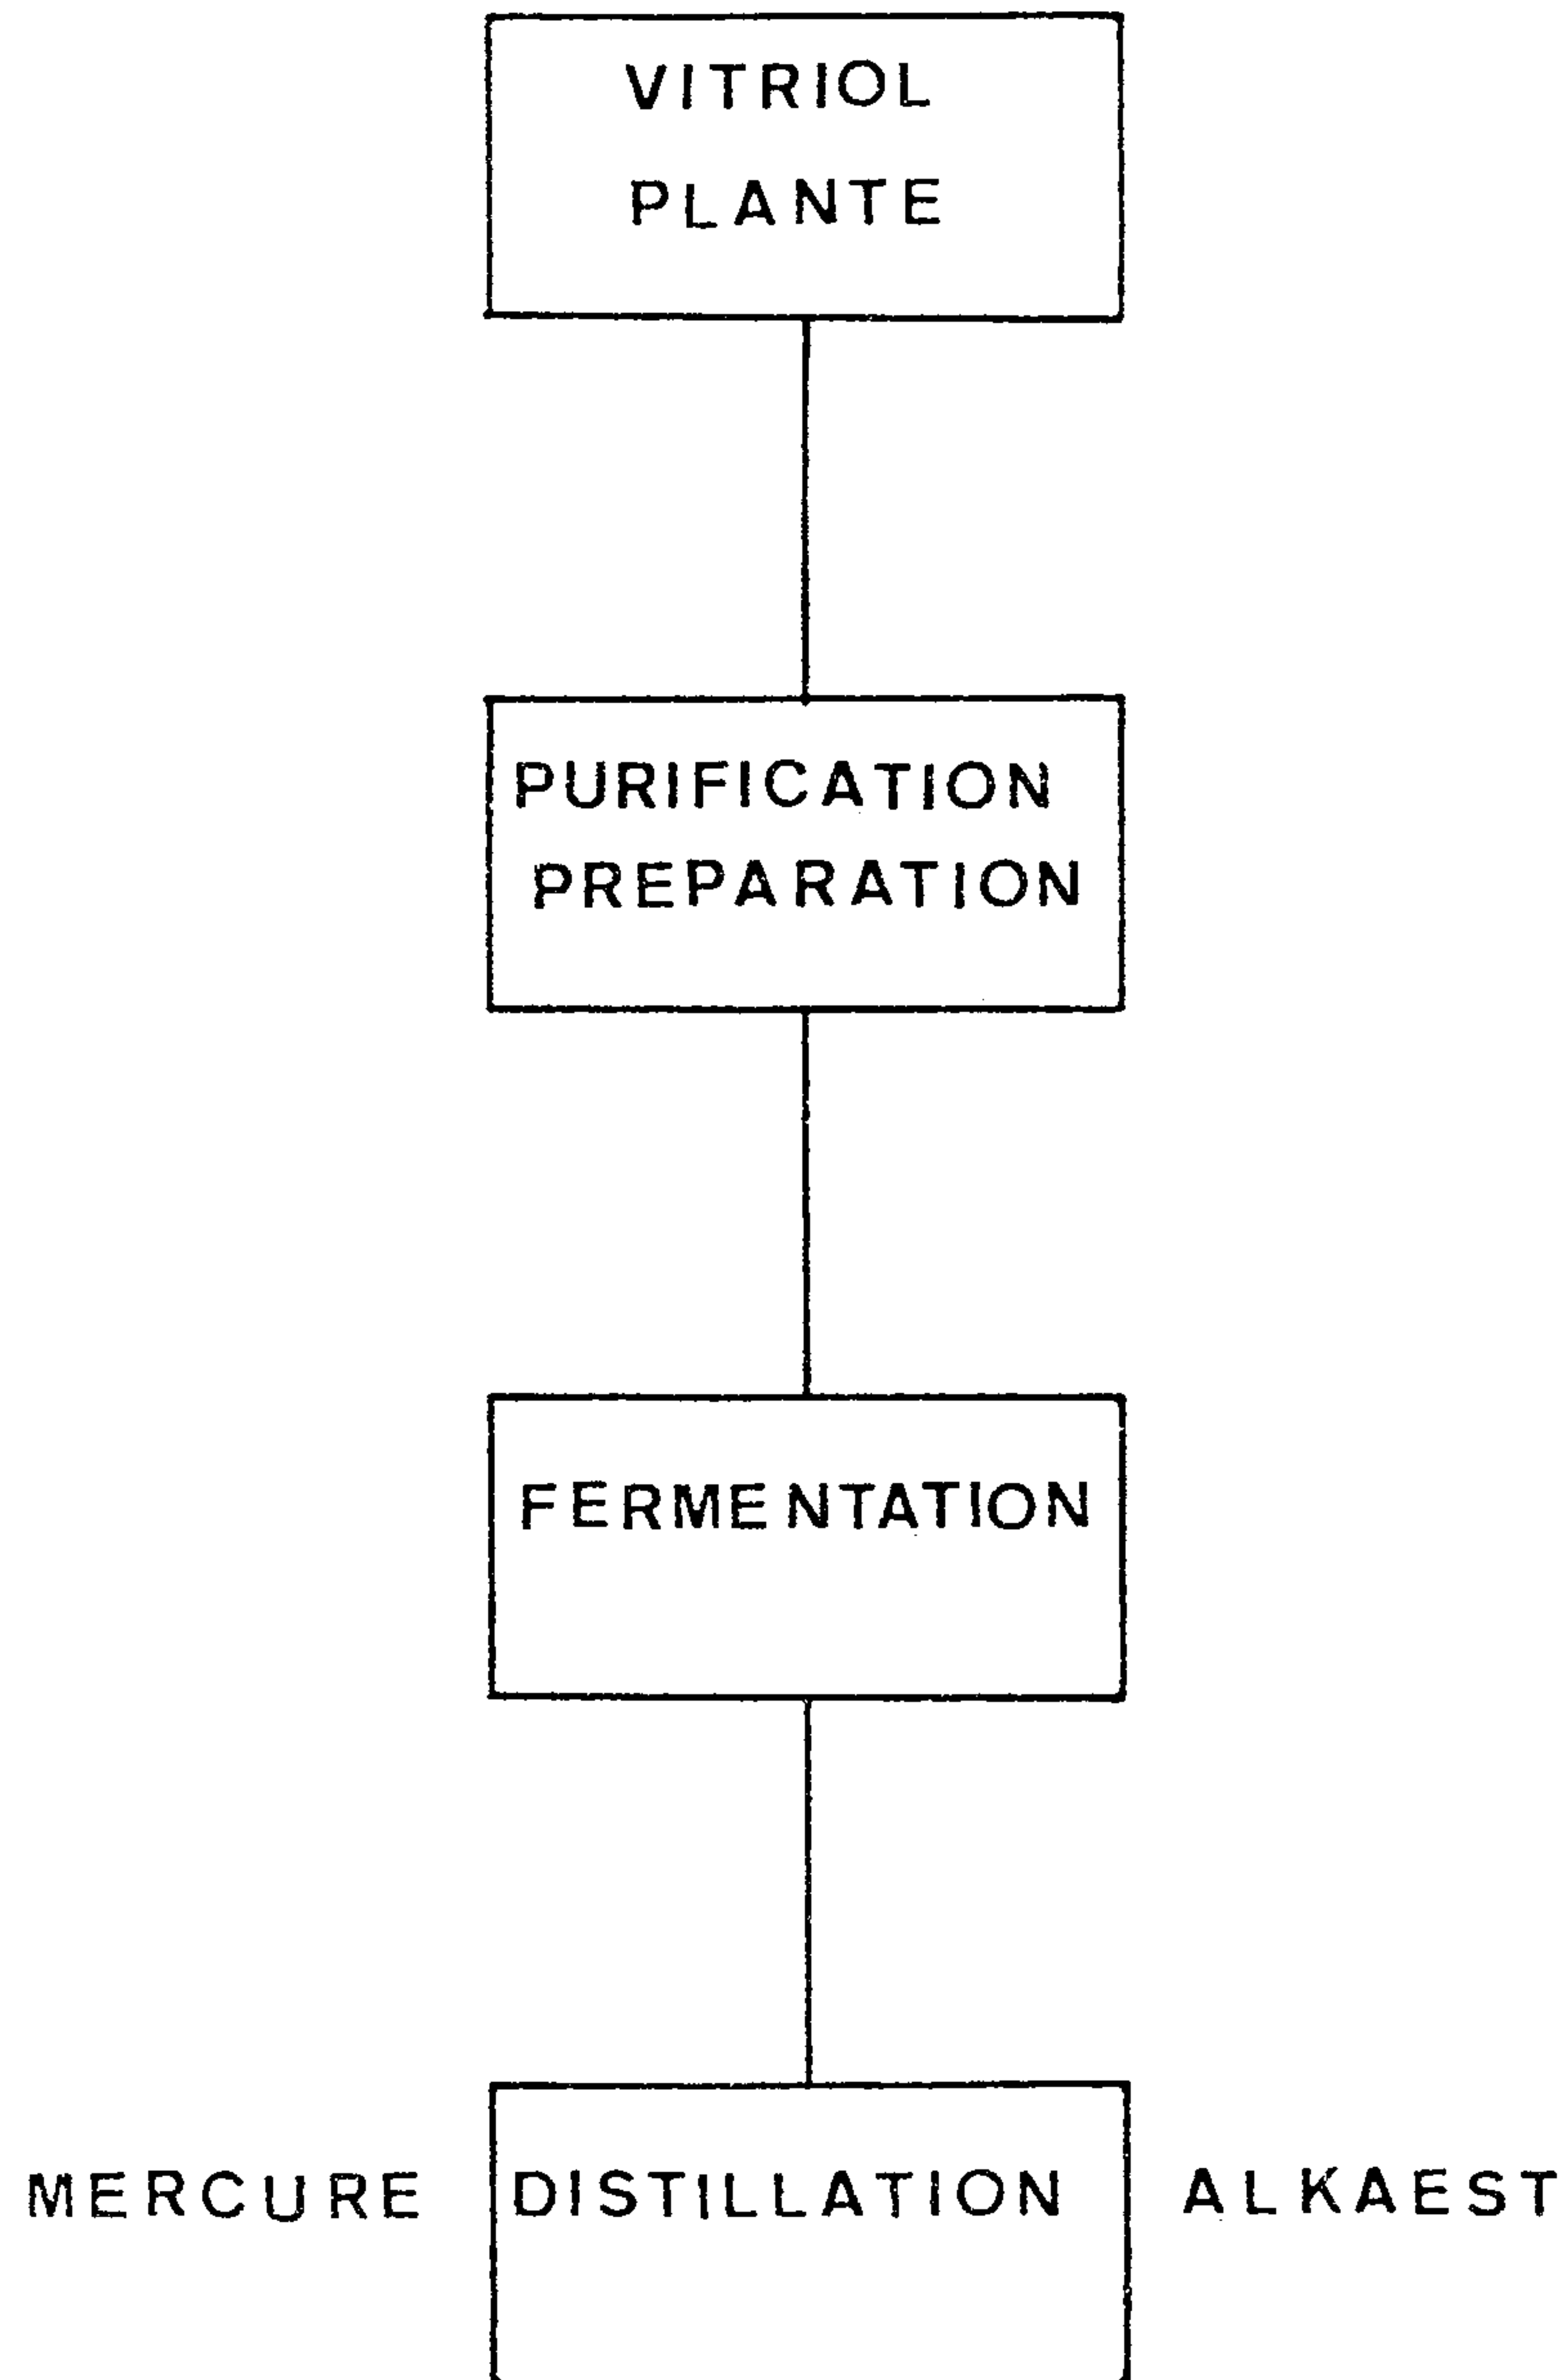 VITRIOL
PLANTE
PURIFICATION
PREPARATION
FERMENTATION
MERCURE DISTILLATION ALKAEST